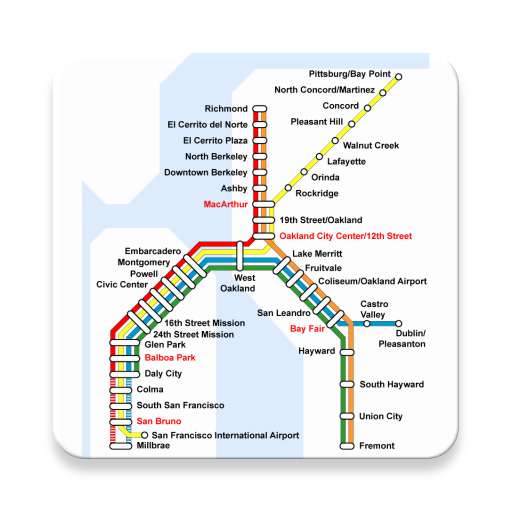 Pittsburg/Bay Point
North Concord/Martinez
Concord
Pleasant Hill
Walnut Creek
Lafayette
Orinda
Rockridge
Richmond
El Cerrito del Norte
El Cerrito Plaza
North Berkeley
Downtown Berkeley
Ashby
MacArthur
19th Street/Oakland
Oakland City Center/12th Street
Embarcadero
Montgomery
Powell
Civic Center
West
Oakland
Lake Merritt
Fruitvale
Coliseum/Oakland Airport
San Leandro
Bay Fair
Castro
Valley
Dublin/
Pleasanton
16th Street Mission
24th Street Mission
Glen Park
Balboa Park
Daly City
Colma
South San Francisco
San Bruno
San Francisco International Airport
Millbrae
Hayward
South Hayward
Union City
Fremont